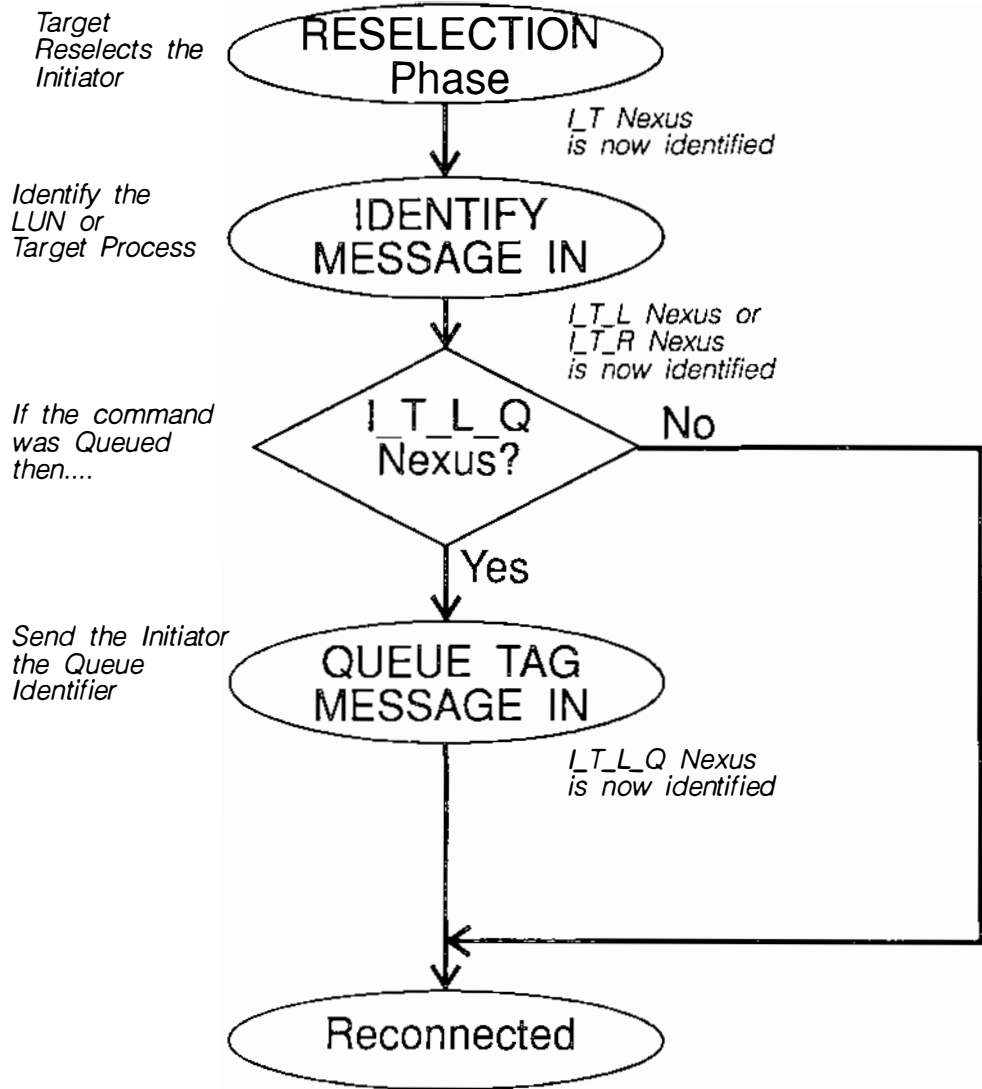 Target
Reselects the
Initiator
RESELECTION
Phase
I_T Nexus
is now identified
Identify the
LUN or
Target Process
IDENTIFY
MESSAGE IN
I_T_L Nexus or
I_T_R Nexus
is now identified
If the command
was Queued
then....
I_T_L_Q
Nexus?
No
Yes
Send the Initiator
the Queue
Identifier
QUEUE TAG
MESSAGE IN
I_T_L_Q Nexus
is now identified
Reconnected